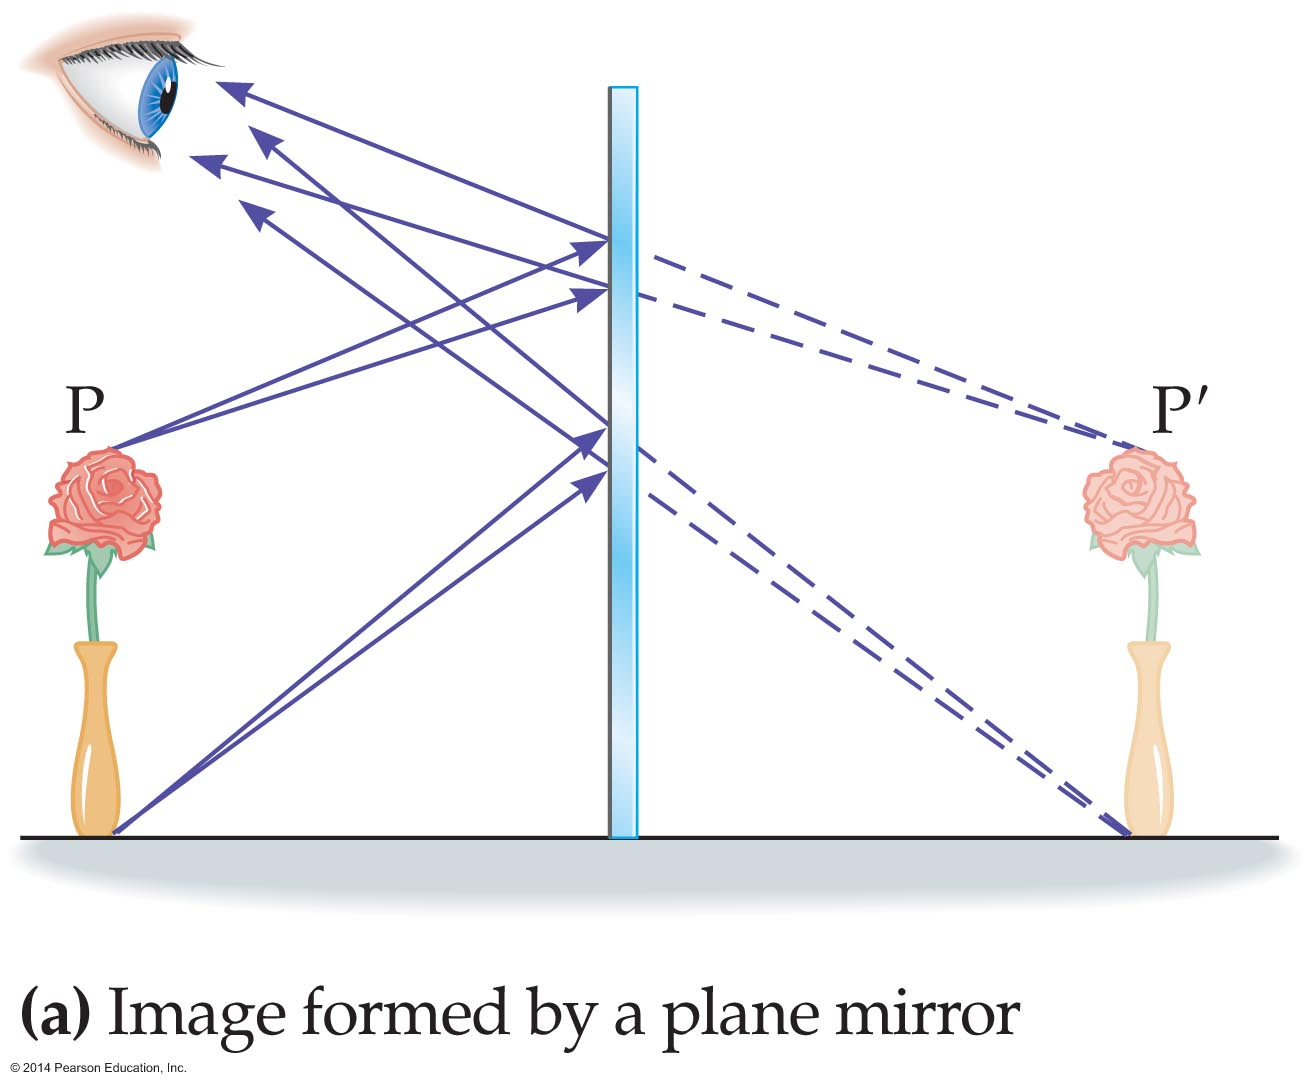 P
P′
(a) Image formed by a plane mirror
© 2014 Pearson Education, Inc.